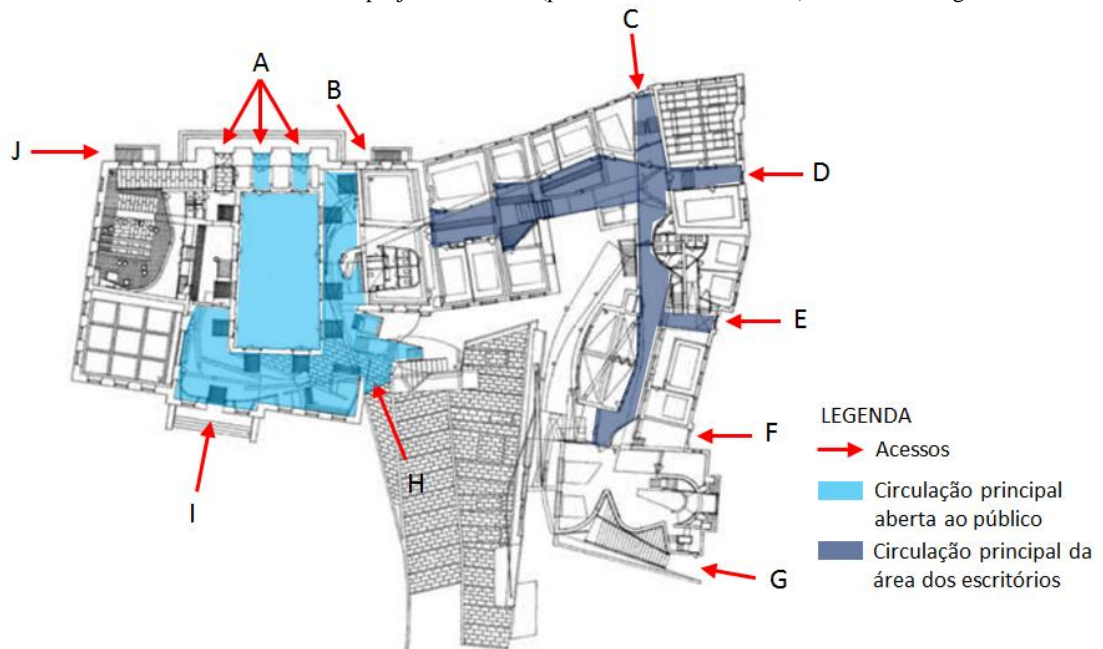 C
A
B
J
D
E
F
H
I
G
LEGENDA
Acessos
Circulação principal
aberta ao público
Circulação principal da
área dos escritórios